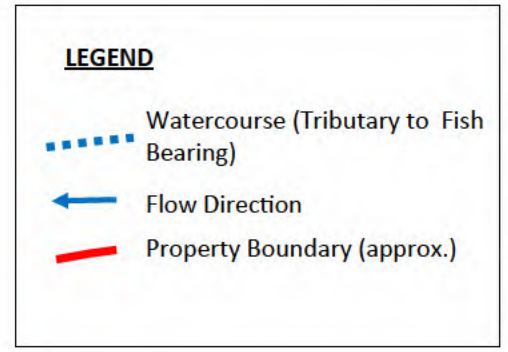 LEGEND
Watercourse (Tributary to Fish
Bearing)
Flow Direction
Property Boundary (approx.)